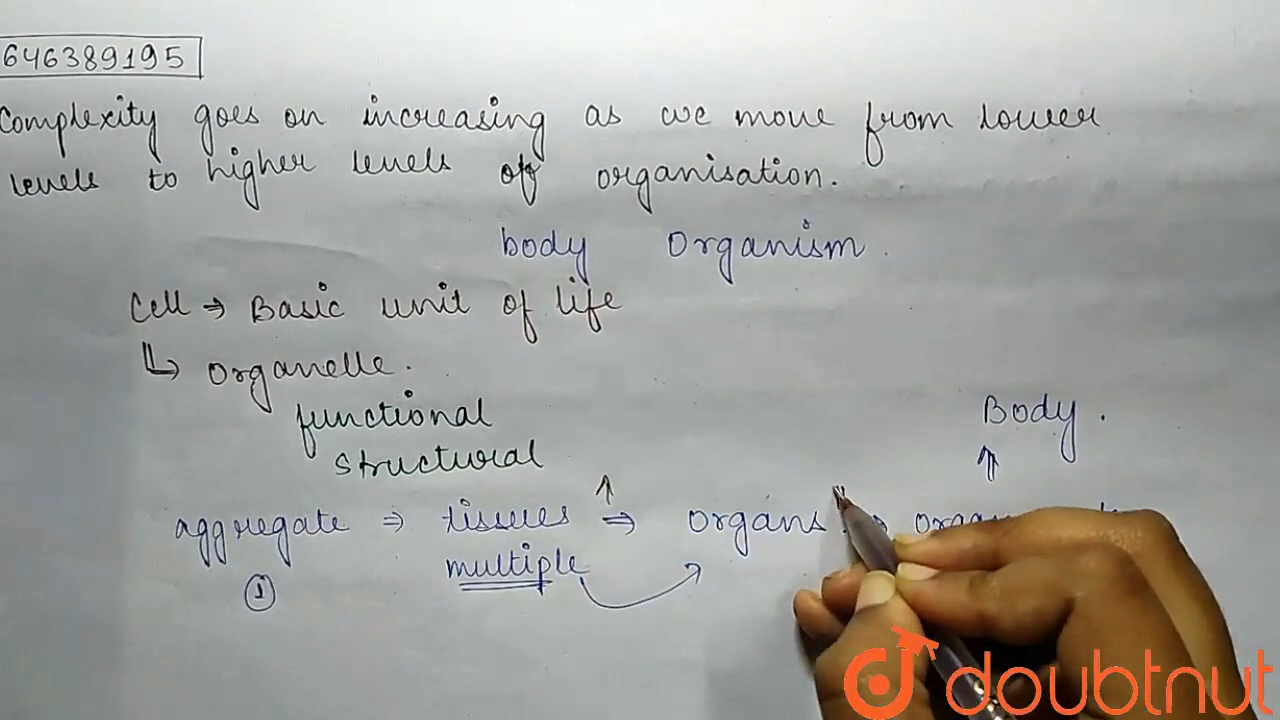 646389195
Complexity goes on increasing as we move from lower
levels to higher levels of organisation.
body organism.
Cell → Basic unit of life
↳ organelle.
functional
structural
Body.
↑ ↑
aggregate ⇒ tissues ⇒ organs
multiple
①
doubtnut